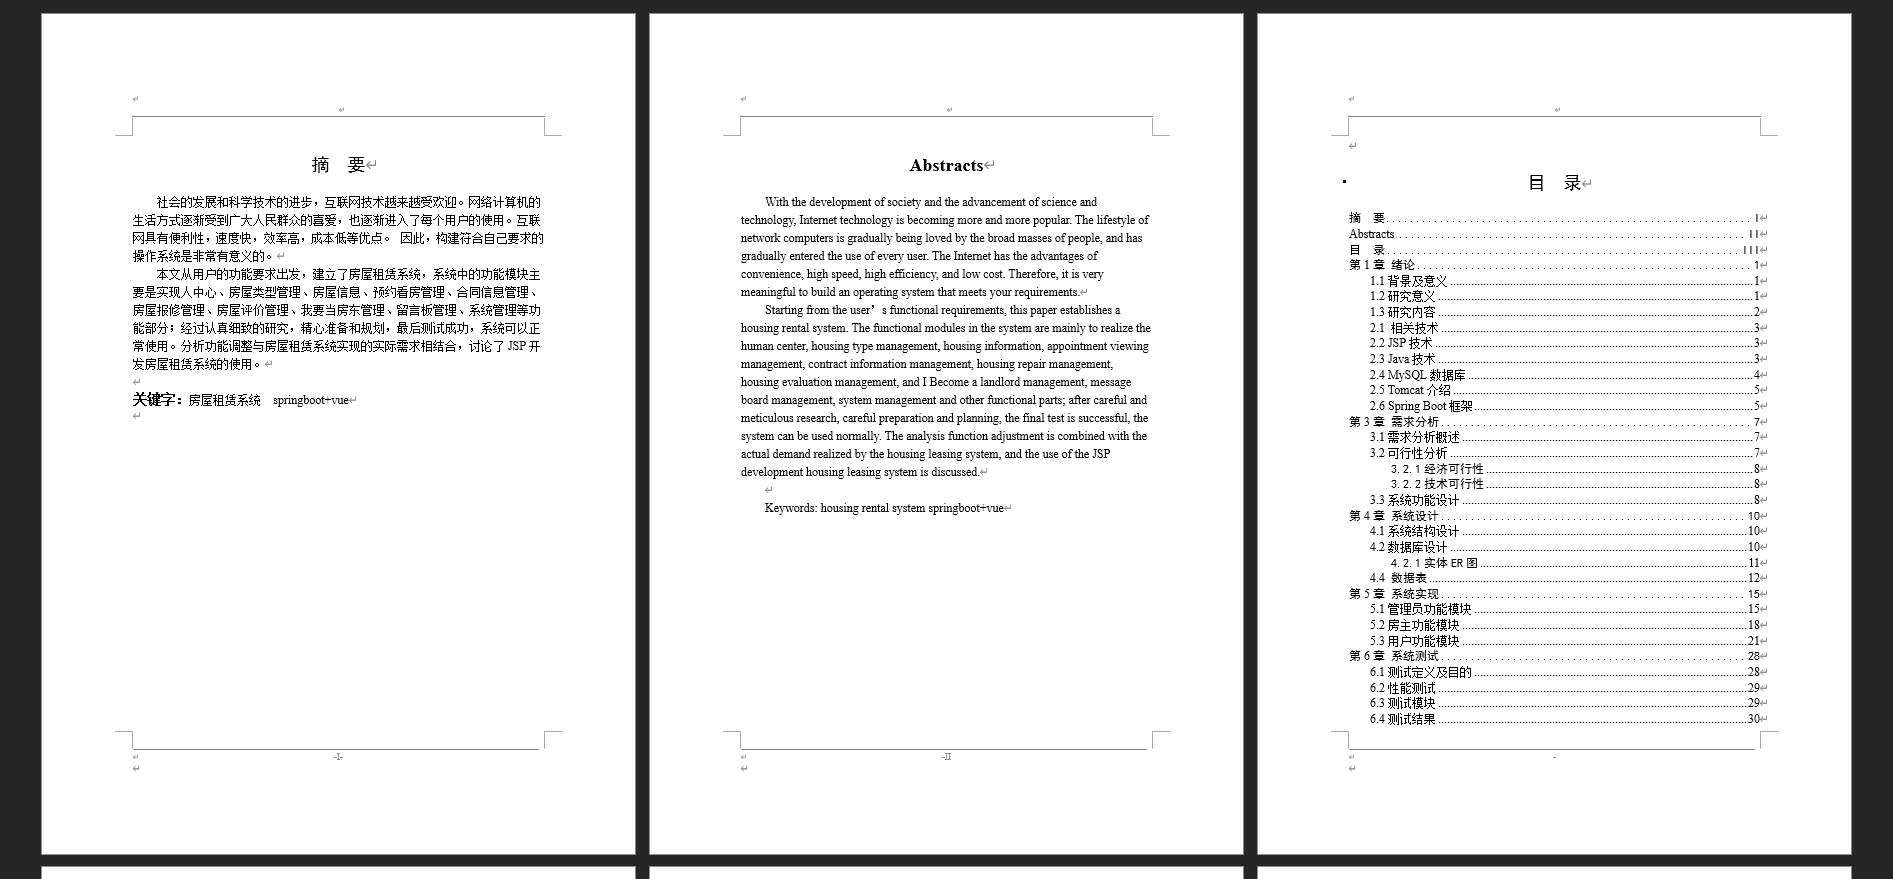 摘　要
社会的发展和科学技术的进步，互联网技术越来越受欢迎。网络计算机的
生活方式逐渐受到广大人民群众的喜爱，也逐渐进入了每个用户的使用。互联
网具有便利性，速度快，效率高，成本低等优点。 因此，构建符合自己要求的
操作系统是非常有意义的。
本文从用户的功能要求出发，建立了房屋租赁系统，系统中的功能模块主
要是实现人中心、房屋类型管理、房屋信息、预约看房管理、合同信息管理、
房屋报修管理、房屋评价管理、我要当房东管理、留言板管理、系统管理等功
能部分；经过认真细致的研究，精心准备和规划，最后测试成功，系统可以正
常使用。分析功能调整与房屋租赁系统实现的实际需求相结合，讨论了 JSP 开
发房屋租赁系统的使用。
关键字：房屋租赁系统　springboot+vue
-I-
Abstracts
With the development of society and the advancement of science and
technology, Internet technology is becoming more and more popular. The lifestyle of
network computers is gradually being loved by the broad masses of people, and has
gradually entered the use of every user. The Internet has the advantages of
convenience, high speed, high efficiency, and low cost. Therefore, it is very
meaningful to build an operating system that meets your requirements.
Starting from the user’s functional requirements, this paper establishes a
housing rental system. The functional modules in the system are mainly to realize the
human center, housing type management, housing information, appointment viewing
management, contract information management, housing repair management,
housing evaluation management, and I Become a landlord management, message
board management, system management and other functional parts; after careful and
meticulous research, careful preparation and planning, the final test is successful, the
system can be used normally. The analysis function adjustment is combined with the
actual demand realized by the housing leasing system, and the use of the JSP
development housing leasing system is discussed.
Keywords: housing rental system springboot+vue
-II
目　录
摘　要 I
Abstracts II
目　录 III
第 1 章 绪论 1
1.1 背景及意义 1
1.2 研究意义 1
1.3 研究内容 2
2.1 相关技术 3
2.2 JSP 技术 3
2.3 Java 技术 3
2.4 MySQL 数据库 4
2.5 Tomcat 介绍 5
2.6 Spring Boot 框架 5
第 3 章 需求分析 7
3.1 需求分析概述 7
3.2 可行性分析 7
3.2.1 经济可行性 8
3.2.2 技术可行性 8
3.3 系统功能设计 8
第 4 章 系统设计 10
4.1 系统结构设计 10
4.2 数据库设计 10
4.2.1 实体 ER 图 11
4.4 数据表 12
第 5 章 系统实现 15
5.1 管理员功能模块 15
5.2 房主功能模块 18
5.3 用户功能模块 21
第 6 章 系统测试 28
6.1 测试定义及目的 28
6.2 性能测试 29
6.3 测试模块 29
6.4 测试结果 30
-